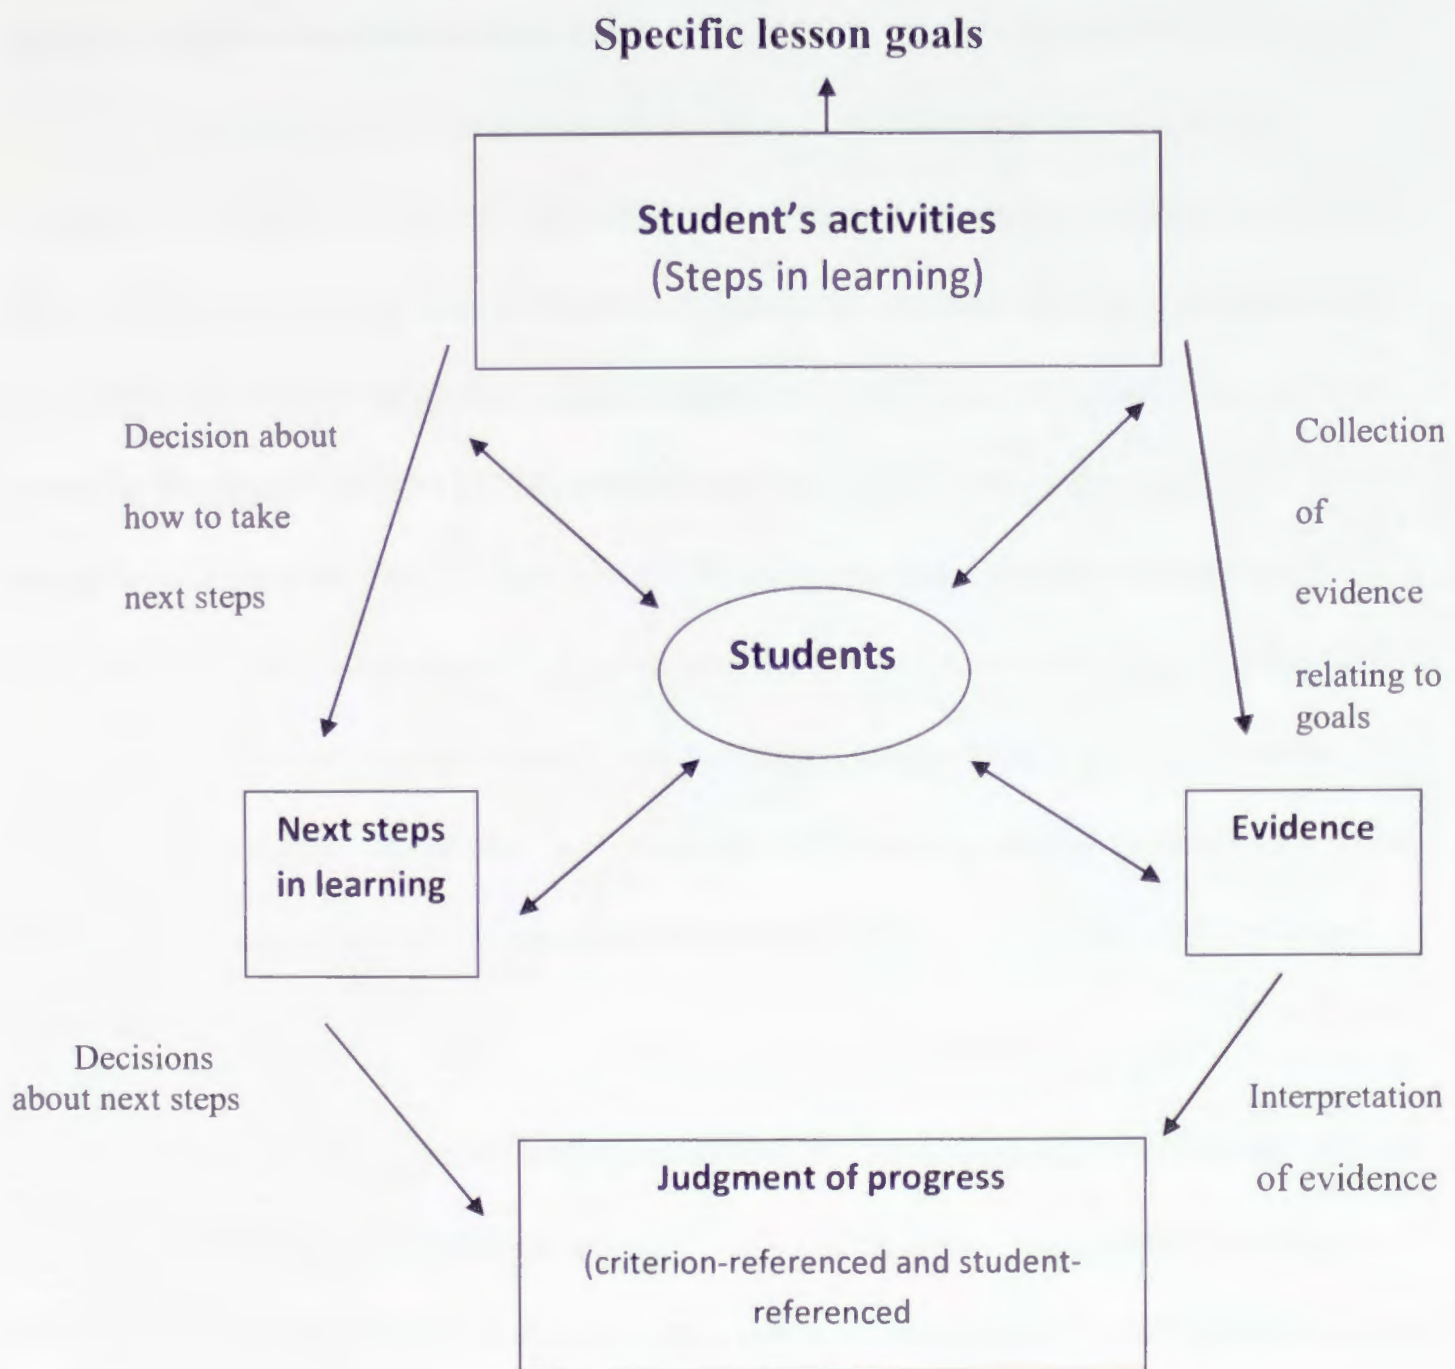 Specific lesson goals
Student's activities
(Steps in learning)
Decision about
how to take
next steps
Collection
of
evidence
relating to
goals
Students
Next steps
in learning
Evidence
Decisions
about next steps
Interpretation
of evidence
Judgment of progress
(criterion-referenced and student-
referenced